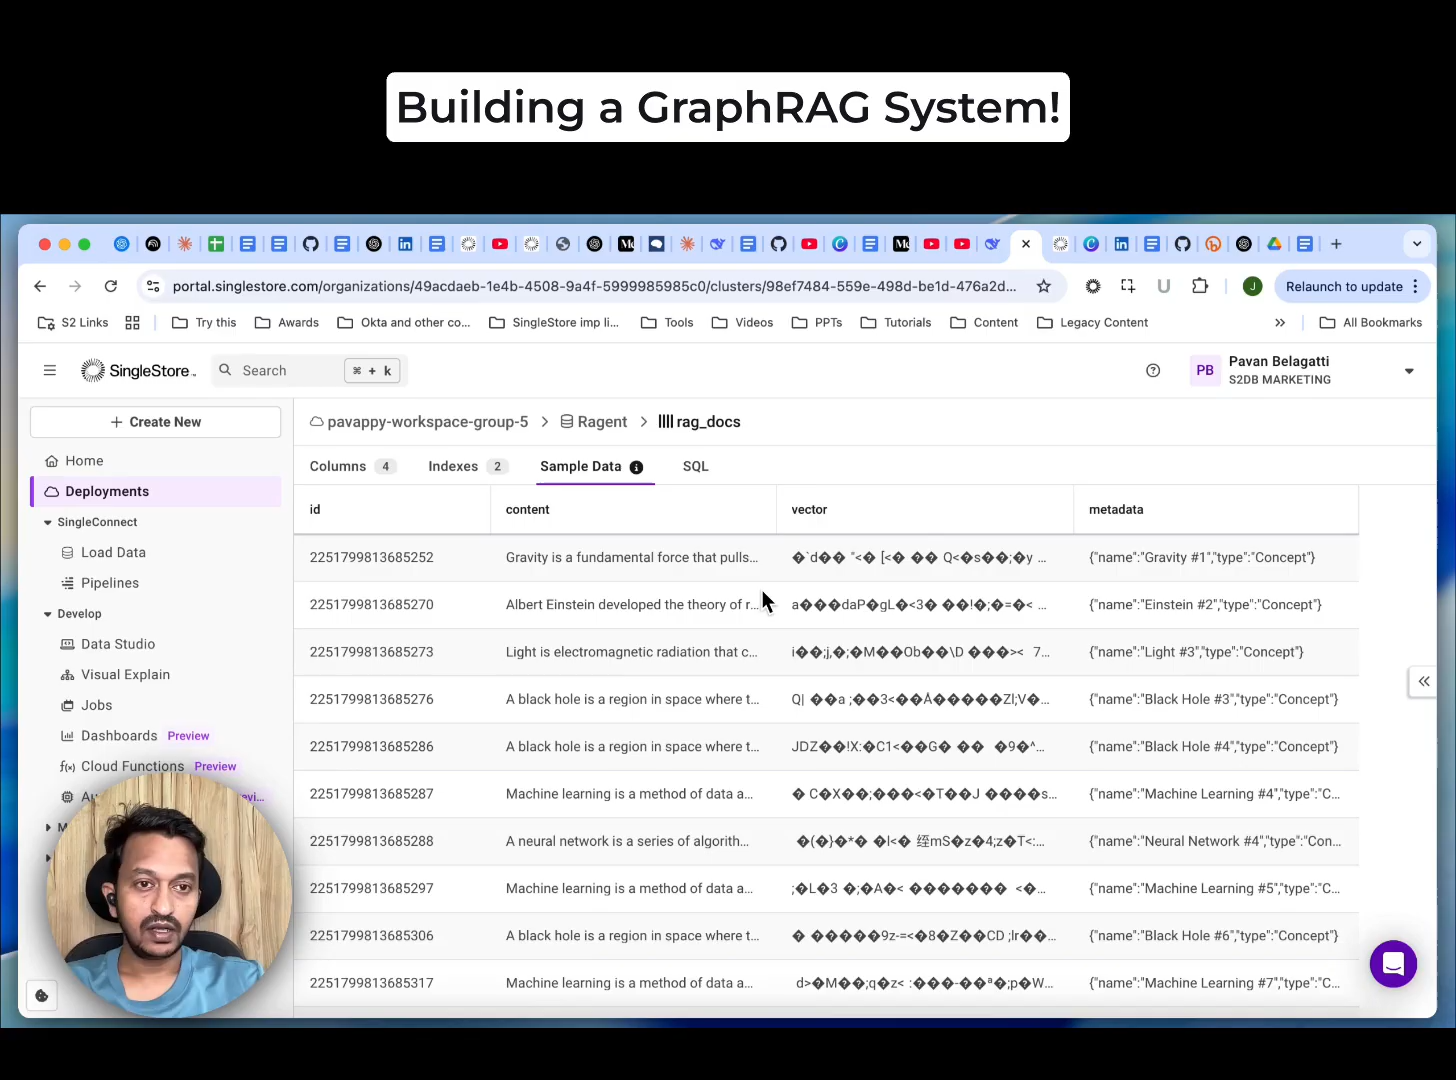 Building a GraphRAG System!
portal.singlestore.com/organizations/49acdaeb-1e4b-4508-9a4f-5999985985c0/clusters/98ef7484-559e-498d-be1d-476a2d...
Relaunch to update
S2 Links Try this Awards Okta and other co... SingleStore imp li... Tools Videos PPTs Tutorials Content Legacy Content All Bookmarks
SingleStore Search ⌘ + k
PB Pavan Belagatti
S2DB MARKETING
+ Create New
Home
Deployments
SingleConnect
Load Data
Pipelines
Develop
Data Studio
Visual Explain
Jobs
Dashboards Preview
Cloud Functions Preview
pavappy-workspace-group-5 > Ragent > rag_docs
Columns 4 Indexes 2 Sample Data SQL
id content vector metadata
2251799813685252 Gravity is a fundamental force that pulls... {"name":"Gravity #1","type":"Concept"}
2251799813685270 Albert Einstein developed the theory of r... {"name":"Einstein #2","type":"Concept"}
2251799813685273 Light is electromagnetic radiation that c... {"name":"Light #3","type":"Concept"}
2251799813685276 A black hole is a region in space where t... {"name":"Black Hole #3","type":"Concept"}
2251799813685286 A black hole is a region in space where t... {"name":"Black Hole #4","type":"Concept"}
2251799813685287 Machine learning is a method of data a... {"name":"Machine Learning #4","type":"C...
2251799813685288 A neural network is a series of algorith... {"name":"Neural Network #4","type":"Con...
2251799813685297 Machine learning is a method of data a... {"name":"Machine Learning #5","type":"C...
2251799813685306 A black hole is a region in space where t... {"name":"Black Hole #6","type":"Concept"}
2251799813685317 Machine learning is a method of data a... {"name":"Machine Learning #7","type":"C...